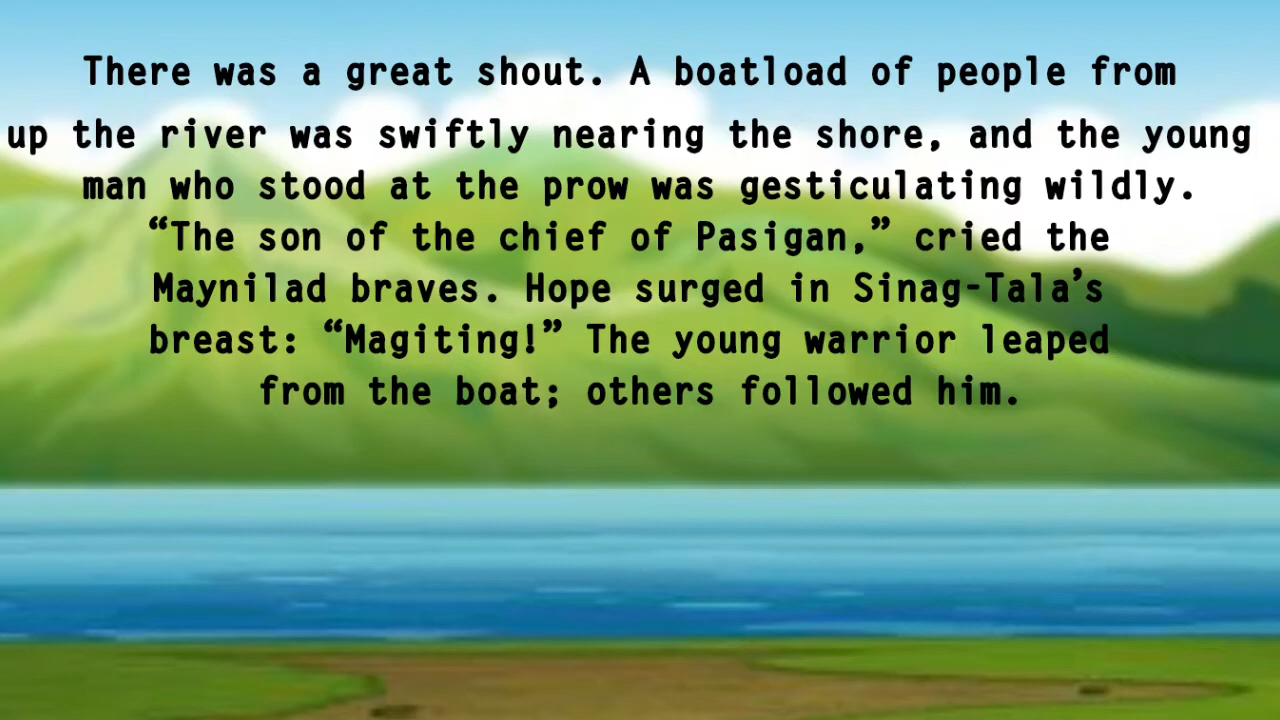 There was a great shout. A boatload of people from
up the river was swiftly nearing the shore, and the young
man who stood at the prow was gesticulating wildly.
“The son of the chief of Pasigan,” cried the
Maynilad braves. Hope surged in Sinag-Tala’s
breast: “Magiting!” The young warrior leaped
from the boat; others followed him.